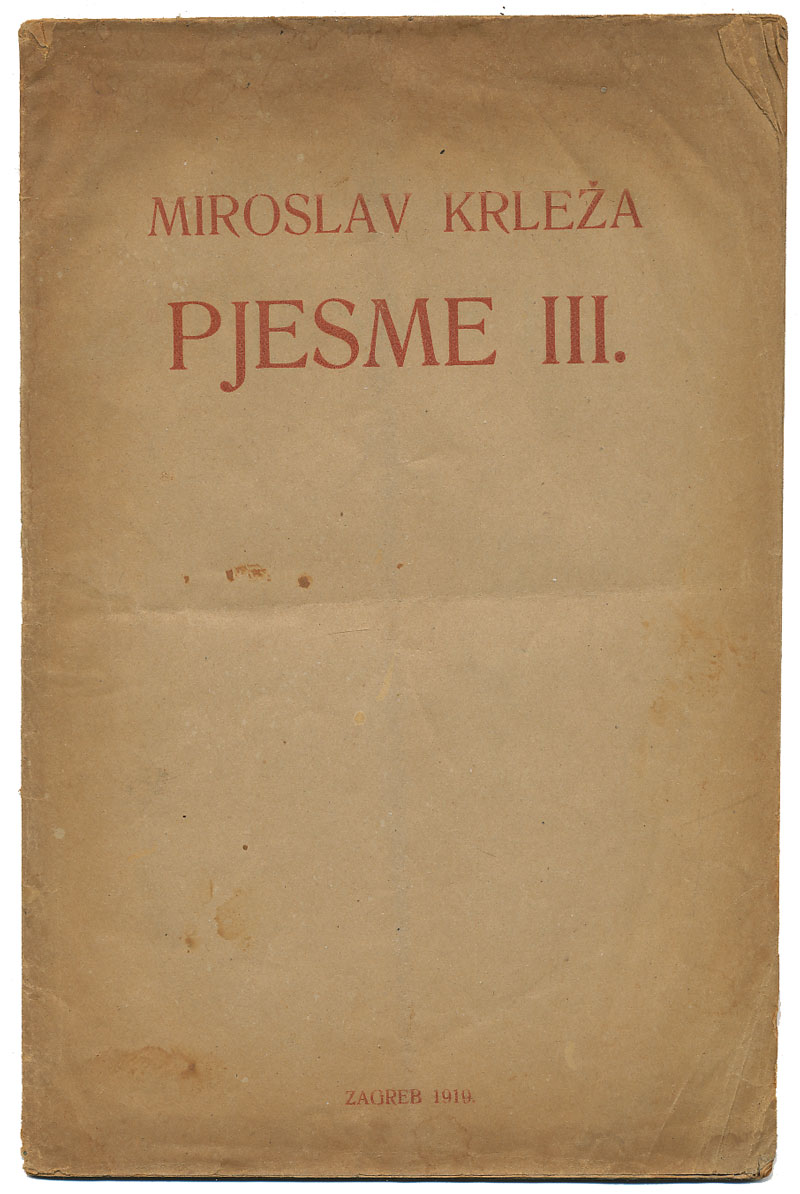 MIROSLAV KRLEŽA
PJESME III.
ZAGREB 1919.